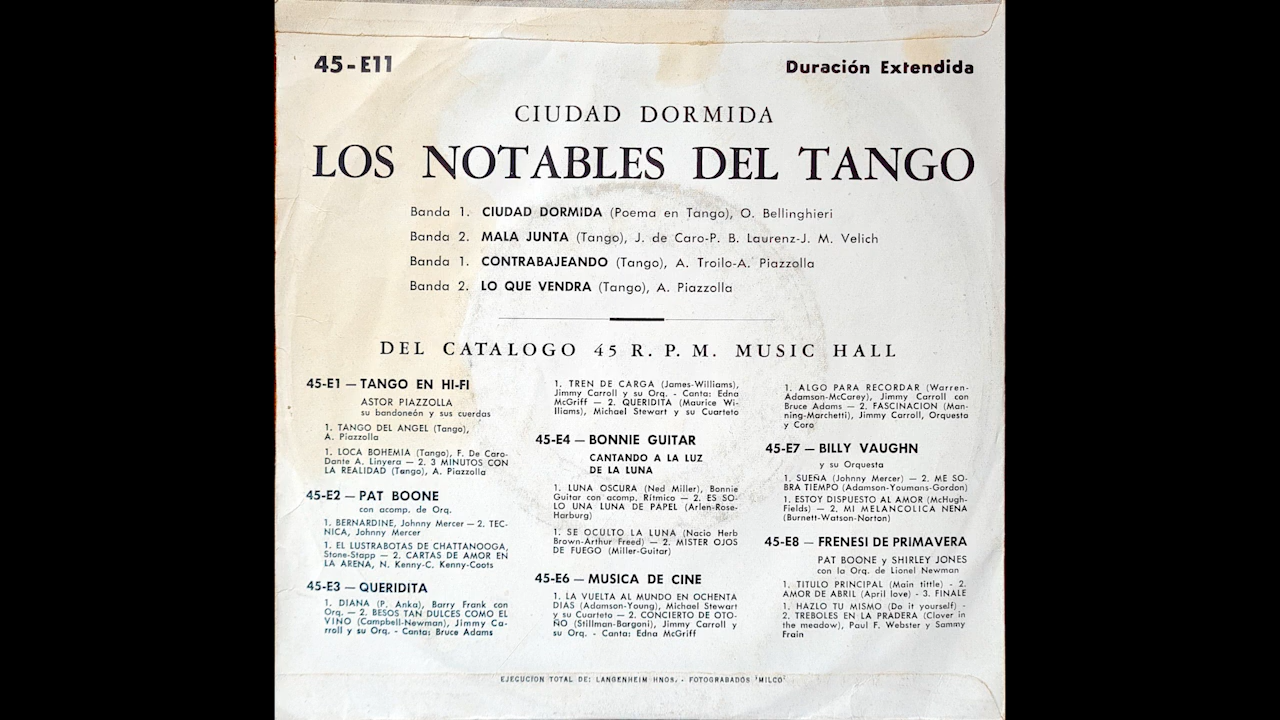 45-E11
Duración Extendida
CIUDAD DORMIDA
LOS NOTABLES DEL TANGO
Banda 1. CIUDAD DORMIDA (Poema en Tango), O. Bellinghieri
Banda 2. MALA JUNTA (Tango), J. de Caro-P. B. Laurenz-J. M. Velich
Banda 1. CONTRABAJEANDO (Tango), A. Troilo-A. Piazzolla
Banda 2. LO QUE VENDRA (Tango), A. Piazzolla
DEL CATALOGO 45 R. P. M. MUSIC HALL
45-E1 — TANGO EN HI-FI
ASTOR PIAZZOLLA
su bandoneón y sus cuerdas
1. TANGO DEL ANGEL (Tango),
A. Piazzolla
1. LOCA BOHEMIA (Tango), F. De Caro-
Dante A. Linyera — 2. 3 MINUTOS CON
LA REALIDAD (Tango), A. Piazzolla
45-E2 — PAT BOONE
con acomp. de Orq.
1. BERNARDINE, Johnny Mercer — 2. TEC-
NICA, Johnny Mercer
1. EL LUSTRABOTAS DE CHATTANOOGA,
Stone-Stapp — 2. CARTAS DE AMOR EN
LA ARENA, N. Kenny-C. Kenny-Coots
45-E3 — QUERIDITA
1. DIANA (P. Anka), Barry Frank con
Orq. — 2. BESOS TAN DULCES COMO EL
VINO (Campbell-Newman), Jimmy Ca-
rroll y su Orq. - Canta: Bruce Adams
1. TREN DE CARGA (James-Williams),
Jimmy Carroll y su Orq. - Canta: Edna
McGriff — 2. QUERIDITA (Maurice Wi-
lliams), Michael Stewart y su Cuarteto
45-E4 — BONNIE GUITAR
CANTANDO A LA LUZ
DE LA LUNA
1. LUNA OSCURA (Ned Miller), Bonnie
Guitar con acomp. Rítmico — 2. ES SO-
LO UNA LUNA DE PAPEL (Arlen-Rose-
Harburg)
1. SE OCULTO LA LUNA (Nacio Herb
Brown-Arthur Freed) — 2. MISTER OJOS
DE FUEGO (Miller-Guitar)
45-E6 — MUSICA DE CINE
1. LA VUELTA AL MUNDO EN OCHENTA
DIAS (Adamson-Young), Michael Stewart
y su Cuarteto — 2. CONCIERTO DE OTO-
ÑO (Stillman-Bargoni), Jimmy Carroll y
su Orq. - Canta: Edna McGriff
1. ALGO PARA RECORDAR (Warren-
Adamson-McCarey), Jimmy Carroll con
Bruce Adams — 2. FASCINACION (Man-
nning-Marchetti), Jimmy Carroll, Orquesta
y Coro
45-E7 — BILLY VAUGHN
y su Orquesta
1. SUEÑA (Johnny Mercer) — 2. ME SO-
BRA TIEMPO (Adamson-Youmans-Gordon)
1. ESTOY DISPUESTO AL AMOR (McHugh-
Fields) — 2. MI MELANCOLICA NENA
(Burnett-Watson-Norton)
45-E8 — FRENESI DE PRIMAVERA
PAT BOONE y SHIRLEY JONES
con la Orq. de Lionel Newman
1. TITULO PRINCIPAL (Main tittle) - 2.
AMOR DE ABRIL (April love) - 3. FINALE
1. HAZLO TU MISMO (Do it yourself) -
2. TREBOLES EN LA PRADERA (Clover in
the meadow), Paul F. Webster y Sammy
Frain
EJECUCION TOTAL DE: LANGENHEIM HNOS. - FOTOGRABADOS "MILCO"